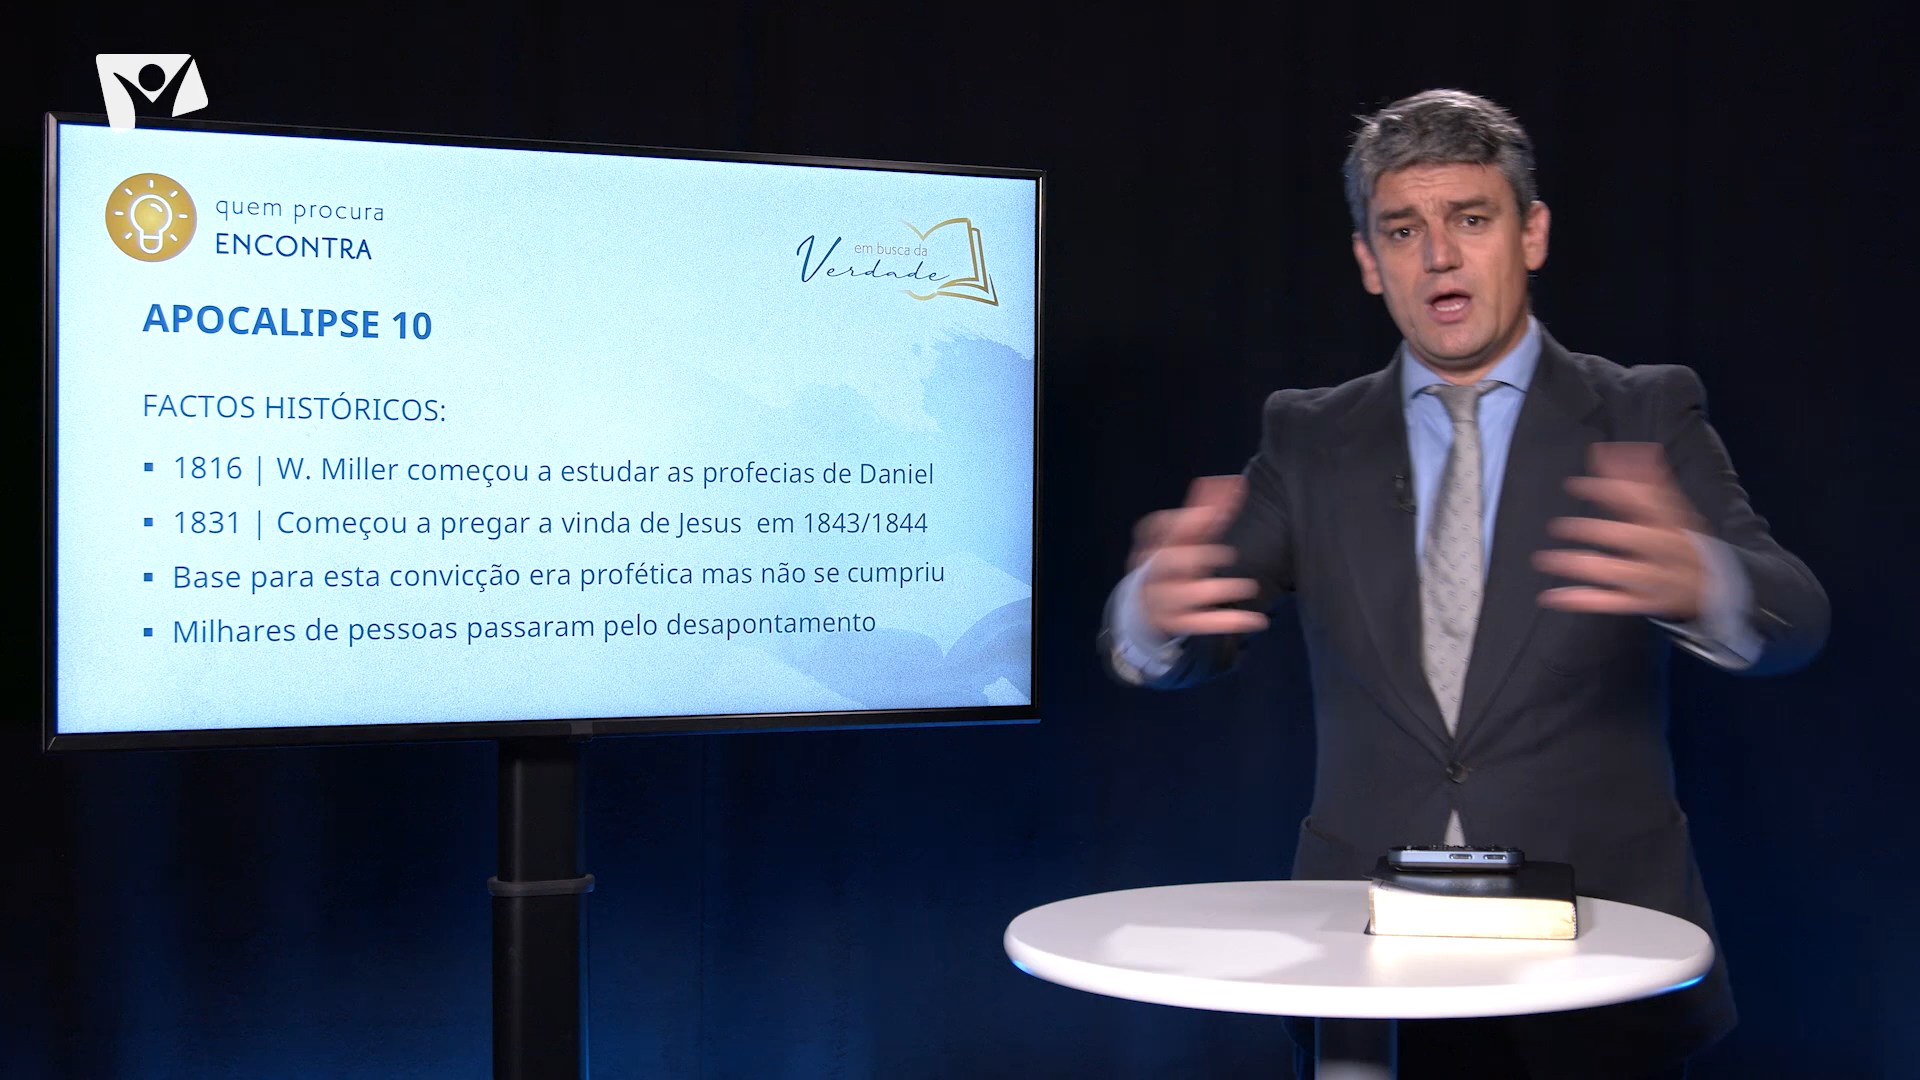 quem procura
ENCONTRA
em busca da
Verdade
APOCALIPSE 10
FACTOS HISTÓRICOS:
▪ 1816 | W. Miller começou a estudar as profecias de Daniel
▪ 1831 | Começou a pregar a vinda de Jesus em 1843/1844
▪ Base para esta convicção era profética mas não se cumpriu
▪ Milhares de pessoas passaram pelo desapontamento